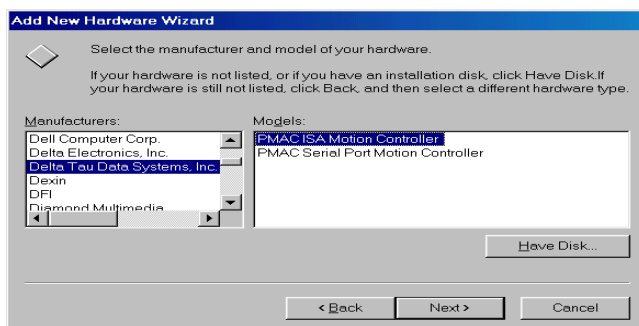 Add New Hardware Wizard
Select the manufacturer and model of your hardware.
If your hardware is not listed, or if you have an installation disk, click Have Disk.If
your hardware is still not listed, click Back, and then select a different hardware type.
Manufacturers:
Dell Computer Corp.
Delta Electronics, Inc.
Delta Tau Data Systems, Inc.
Dexin
DFI
Diamond Multimedia
Models:
PMAC ISA Motion Controller
PMAC Serial Port Motion Controller
Have Disk...
< Back
Next >
Cancel